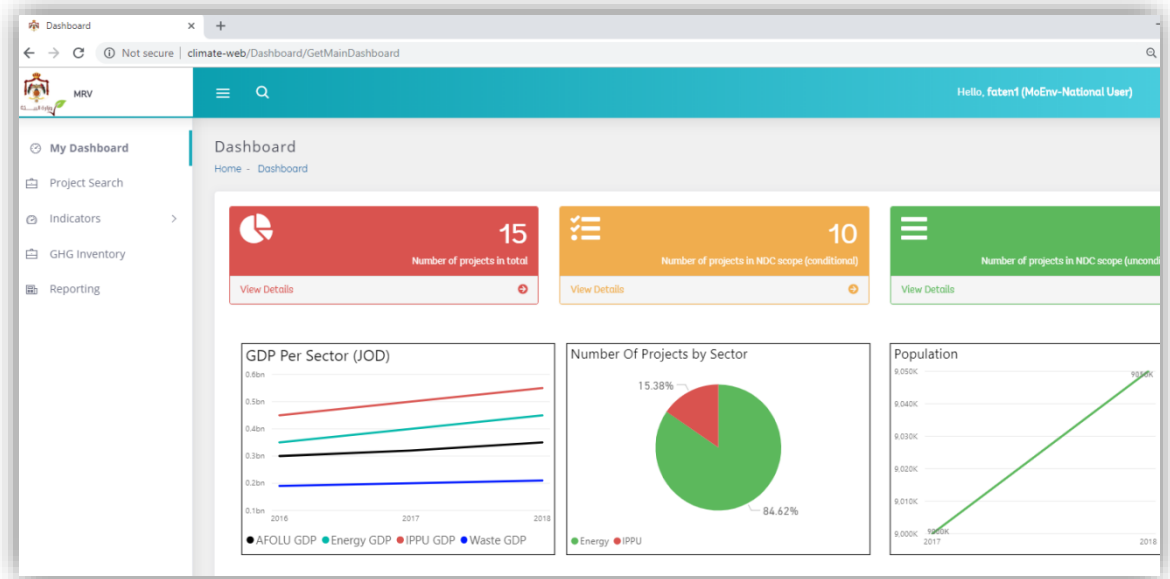 Dashboard
Not secure | climate-web/Dashboard/GetMainDashboard
MRV
Hello, faten1 (MoEnv-National User)
My Dashboard
Project Search
Indicators
GHG Inventory
Reporting
Dashboard
Home - Dashboard
15
Number of projects in total
View Details
10
Number of projects in NDC scope (conditional)
View Details
Number of projects in NDC scope (uncondi
View Details
GDP Per Sector (JOD)
0.6bn
0.5bn
0.4bn
0.3bn
0.2bn
0.1bn
2016 2017 2018
AFOLU GDP Energy GDP IPPU GDP Waste GDP
Number Of Projects by Sector
15.38%
84.62%
Energy IPPU
Population
9,050K 9050K
9,040K
9,030K
9,020K
9,010K
9,000K 9000K
2017 2018